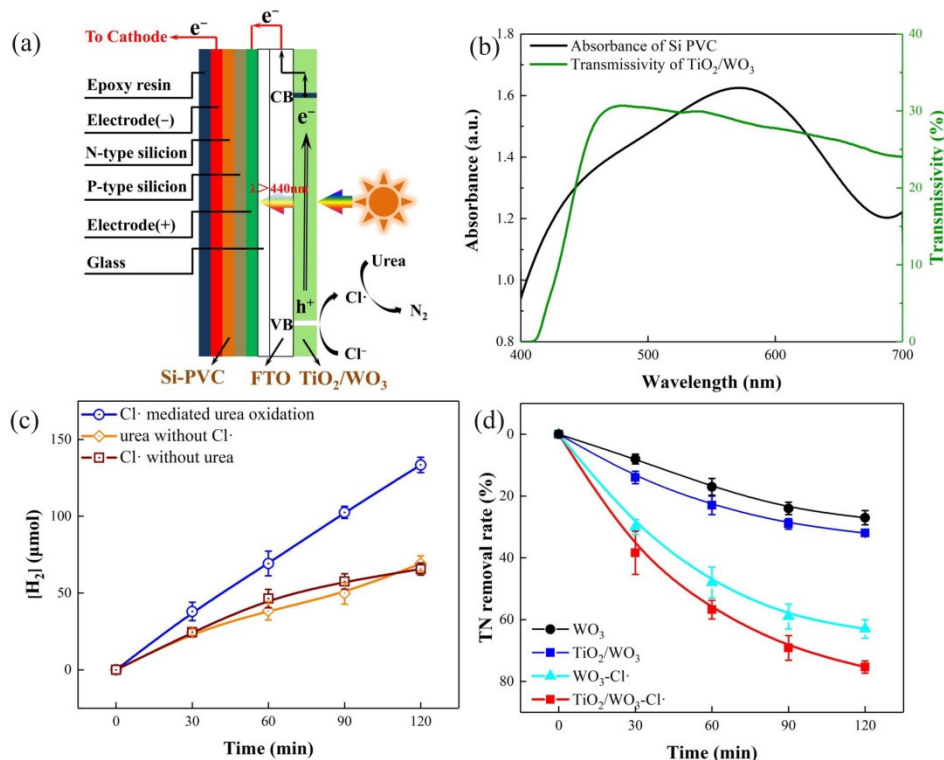 (a)
e⁻
e⁻
To Cathode
Epoxy resin
Electrode(−)
N-type silicion
P-type silicion
Electrode(+)
Glass
CB
e⁻
λ>440nm
h⁺
VB
Urea
Cl·
N₂
Cl⁻
Si-PVC
FTO
TiO₂/WO₃
(b)
Absorbance of Si PVC
Transmissivity of TiO₂/WO₃
1.8
1.6
1.4
1.2
1.0
0.8
40
30
20
10
0
400
500
600
700
Absorbance (a.u.)
Transmissivity (%)
Wavelength (nm)
(c)
Cl· mediated urea oxidation
urea without Cl·
Cl· without urea
150
100
50
0
0
30
60
90
120
[H₂] (μmol)
Time (min)
(d)
0
20
40
60
80
WO₃
TiO₂/WO₃
WO₃-Cl·
TiO₂/WO₃-Cl·
0
30
60
90
120
TN removal rate (%)
Time (min)